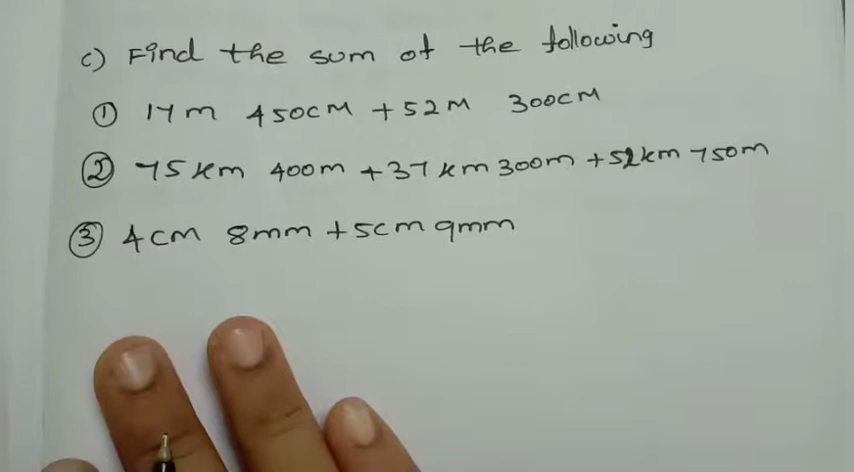 c) Find the sum of the following
① 17m 450cm + 52m 300cm
② 75km 400m + 37km 300m + 52km 750m
③ 4cm 8mm + 5cm 9mm